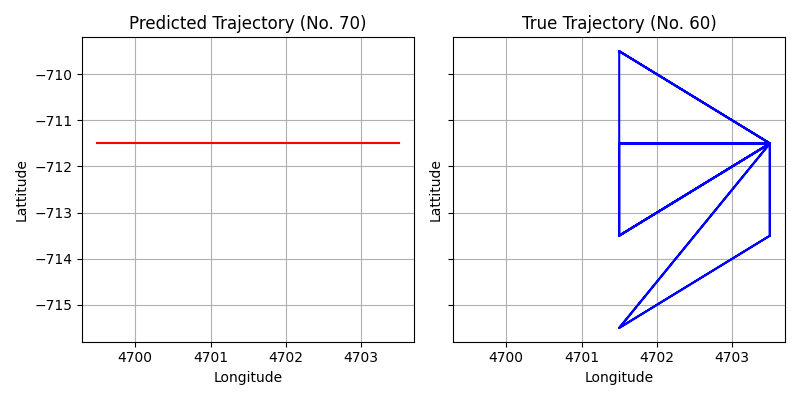 Predicted Trajectory (No. 70)
True Trajectory (No. 60)
−710
−711
−712
−713
−714
−715
Lattitude
4700
4701
4702
4703
Longitude
Lattitude
4700
4701
4702
4703
Longitude